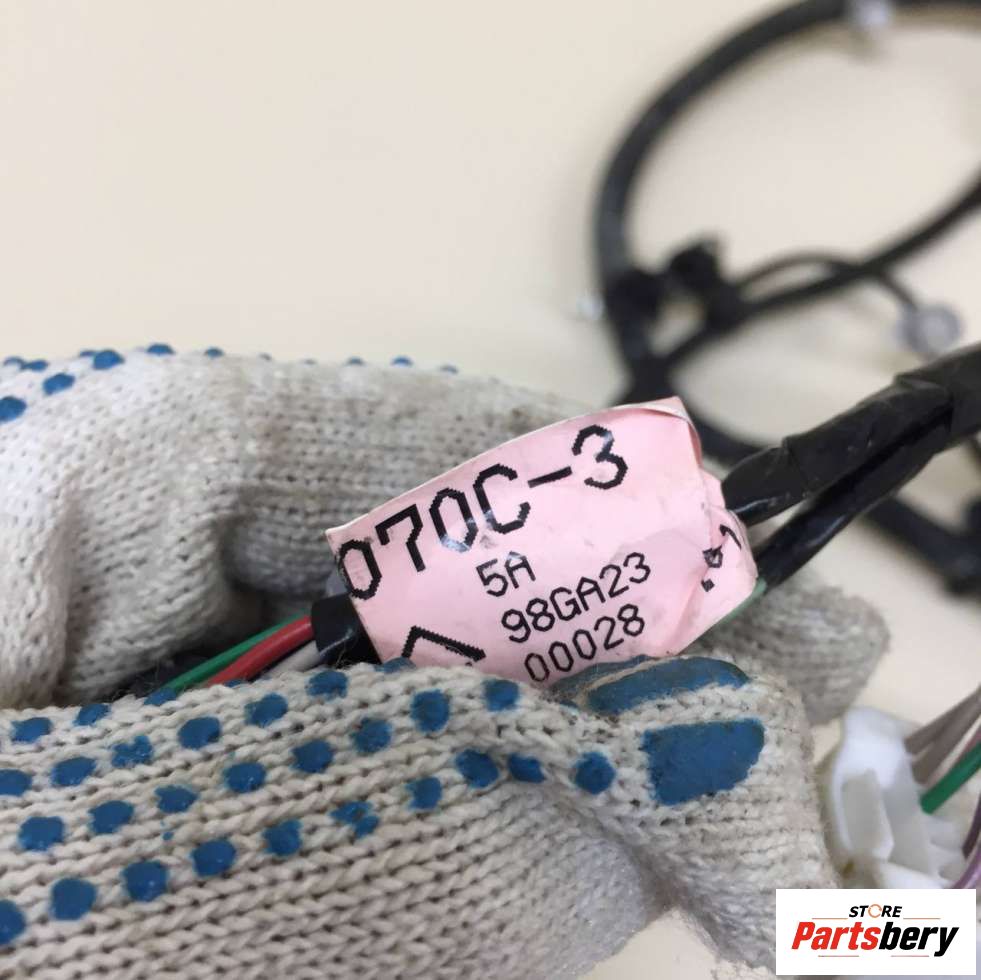 070C-3
5A
98GA23
00028
STORE
Partsbery